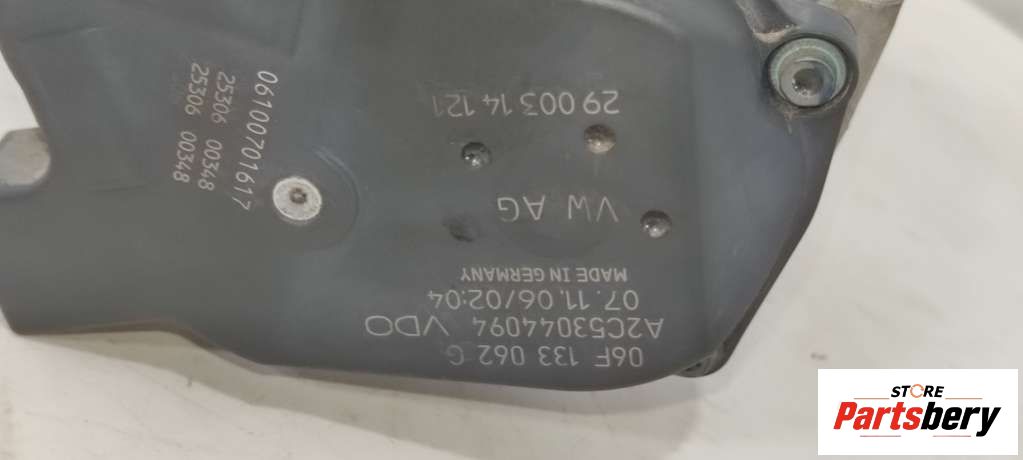 06F 133 062 G
A2C53044094 VDO
07.11.06/02:04
MADE IN GERMANY
VW AG
29 003 14 121
06100701617
25306 00348
25306 00348
STORE
Partsbery